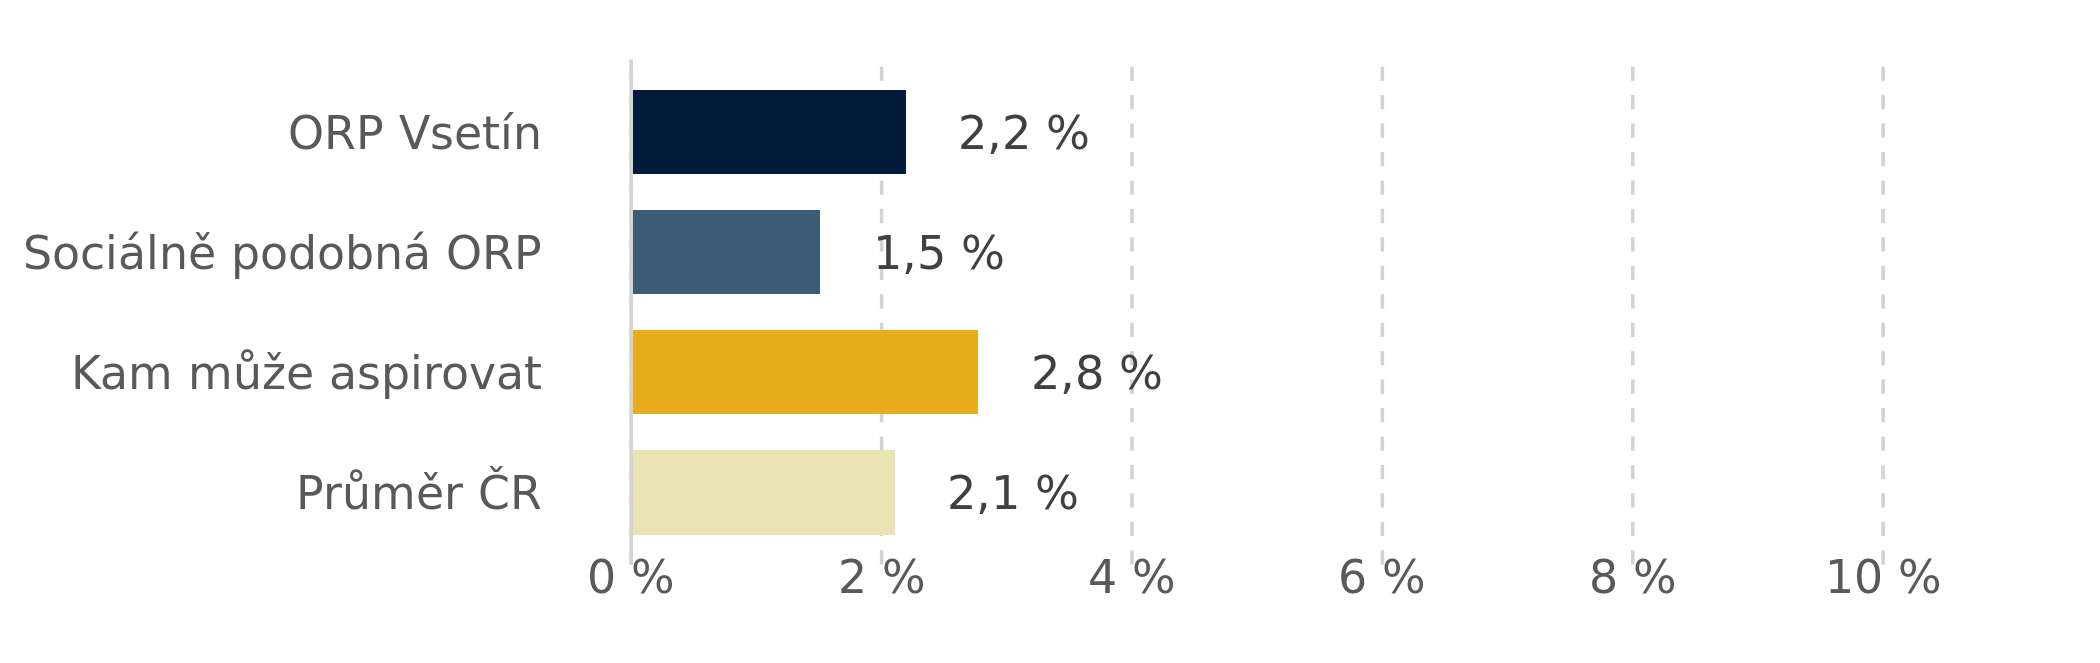 ORP Vsetín
2,2 %
Sociálně podobná ORP
1,5 %
Kam může aspirovat
2,8 %
Průměr ČR
2,1 %
0 % 2 % 4 % 6 % 8 % 10 %